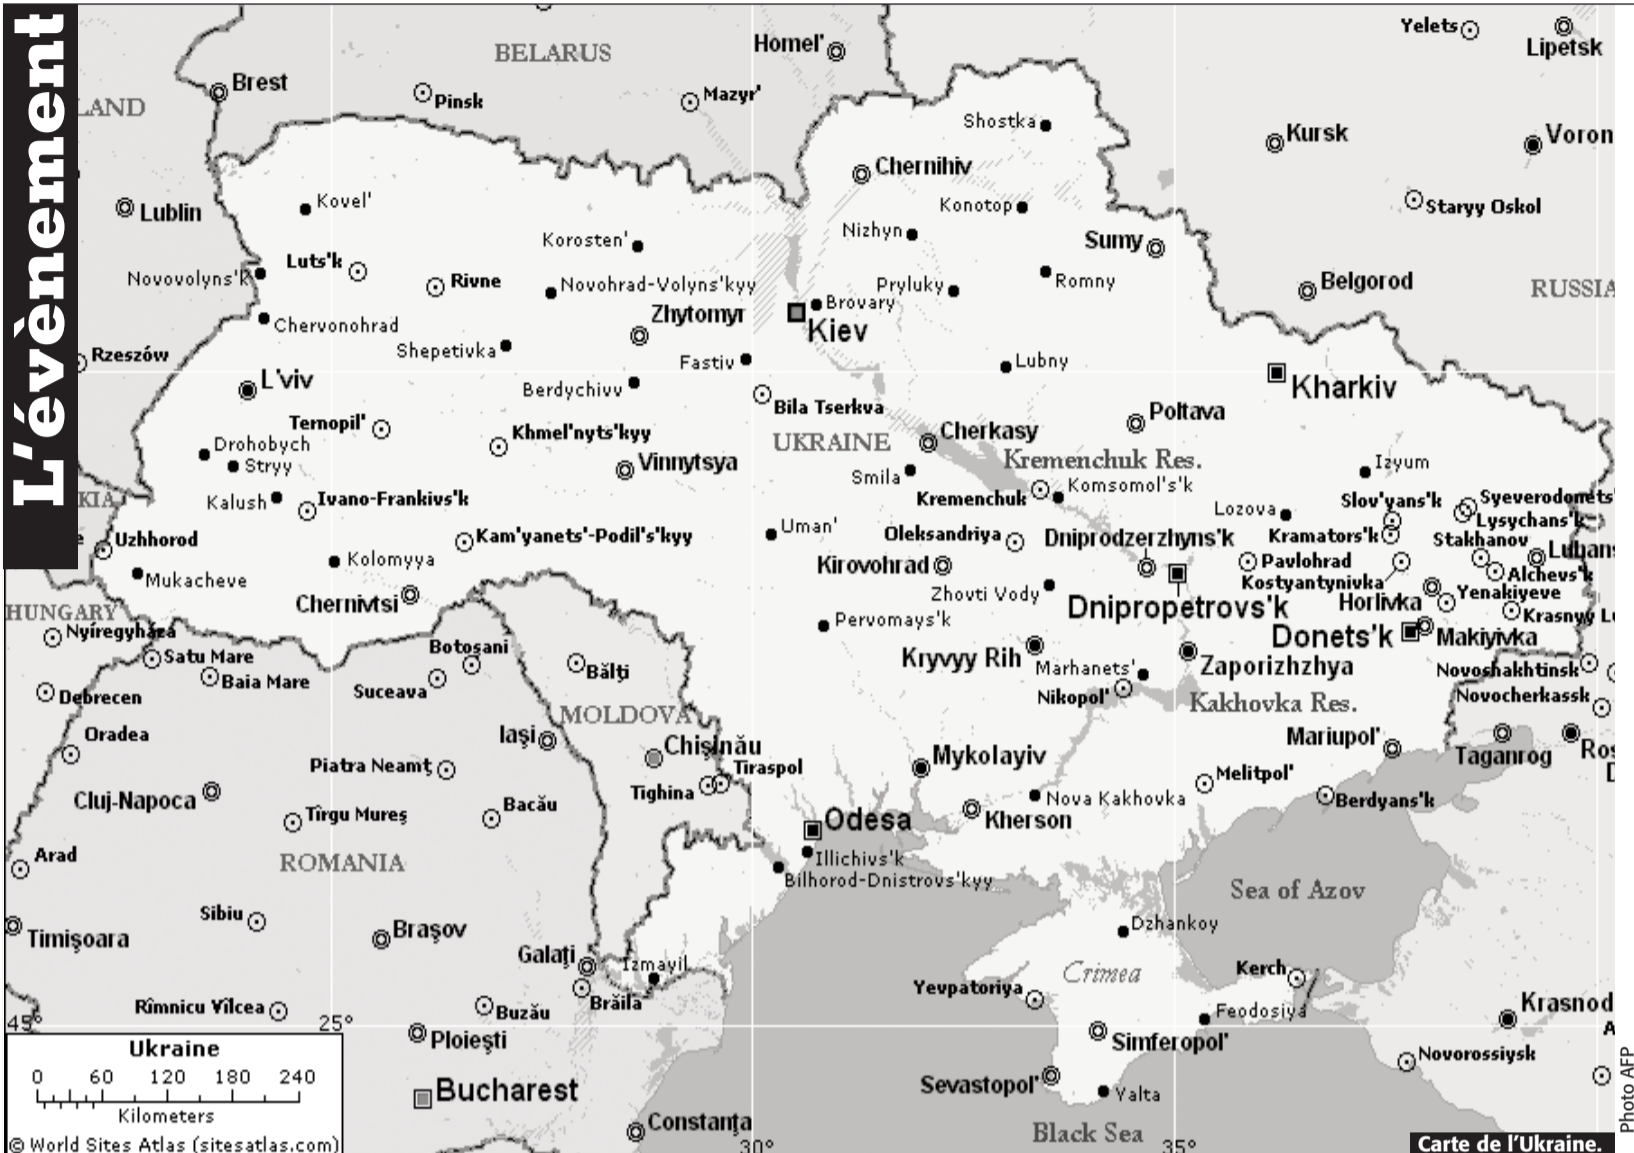 L'évènement
Yelets
Lipetsk
Homel'
BELARUS
Brest
Pinsk
Mazyr'
LAND
Shostka
Kursk
Voron
Chernihiv
Kovel'
Lublin
Konotop
Staryy Oskol
Nizhyn
Sumy
Korosten'
Luts'k
Novovolyns'k
Rivne
Novohrad-Volyns'kyy
Pryluky
Romny
Belgorod
RUSSIA
Brovary
Kiev
Zhytomyr
Chervonohrad
Shepetivka
Rzeszów
Fastiv
Lubny
L'viv
Berdychivv
Kharkiv
Bila Tserkva
Poltava
Ternopil'
Khmel'nyts'kyy
UKRAINE
Cherkasy
Drohobych
Stryy
Vinnytsya
Kremenchuk Res.
Izyum
Smila
Komsomol's'k
KIA
Kalush
Ivano-Frankivs'k
Kremenchuk
Slov'yans'k
Syeverodonets'
Lozova
Lysychans'k
Uman'
Oleksandriya
Dniprodzerzhyns'k
Kramators'k
Stakhanov
e
Uzhhorod
Kam'yanets'-Podil's'kyy
Luhans
Kolomyya
Kirovohrad
Pavlohrad
Mukacheve
Kostyantynivka
Alchevs'k
Zhovti Vody
Yenakiyeve
Chernivtsi
Dnipropetrovs'k
Horlivka
HUNGARY
Krasnyy Lu
Pervomays'k
Nyíregyháza
Donets'k
Makiyivka
Satu Mare
Botoșani
Kryvyy Rih
Marhanets'
Zaporizhzhya
Novoshakhtinsk
Baia Mare
Suceava
Bălți
Debrecen
Nikopol'
Kakhovka Res.
Novocherkassk
MOLDOVA
Oradea
Iaşi
Chişinău
Mariupol'
Taganrog
Ros
D
Piatra Neamţ
Tiraspol
Mykolayiv
Melitpol'
Cluj-Napoca
Tighina
Nova Kakhovka
Berdyans'k
Tîrgu Mureş
Bacău
Odesa
Kherson
Arad
ROMANIA
Illichivs'k
Bilhorod-Dnistrovs'kyy
Sea of Azov
Sibiu
Timişoara
Braşov
Dzhankoy
Galaţi
Izmayil
Crimea
Kerch
Yevpatoriya
Rîmnicu Vîlcea
Buzău
Brăila
Feodosiya
Krasnod
45°
25°
Ploieşti
Simferopol'
A
Novorossiysk
Ukraine
0 60 120 180 240
Kilometers
© World Sites Atlas (sitesatlas.com)
Bucharest
Sevastopol'
Yalta
Constanţa
30°
Black Sea
35°
Carte de l'Ukraine.
Photo AFP